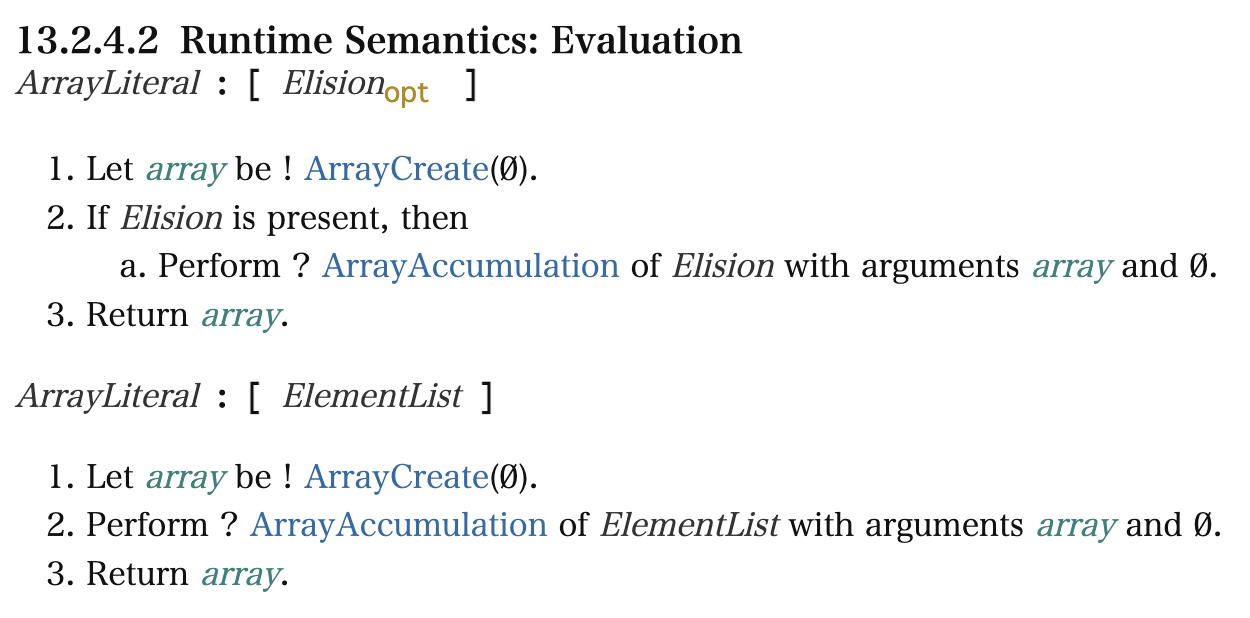 13.2.4.2 Runtime Semantics: Evaluation
ArrayLiteral : [ Elisionopt ]
1. Let array be ! ArrayCreate(0̸).
2. If Elision is present, then
a. Perform ? ArrayAccumulation of Elision with arguments array and 0̸.
3. Return array.
ArrayLiteral : [ ElementList ]
1. Let array be ! ArrayCreate(0̸).
2. Perform ? ArrayAccumulation of ElementList with arguments array and 0̸.
3. Return array.